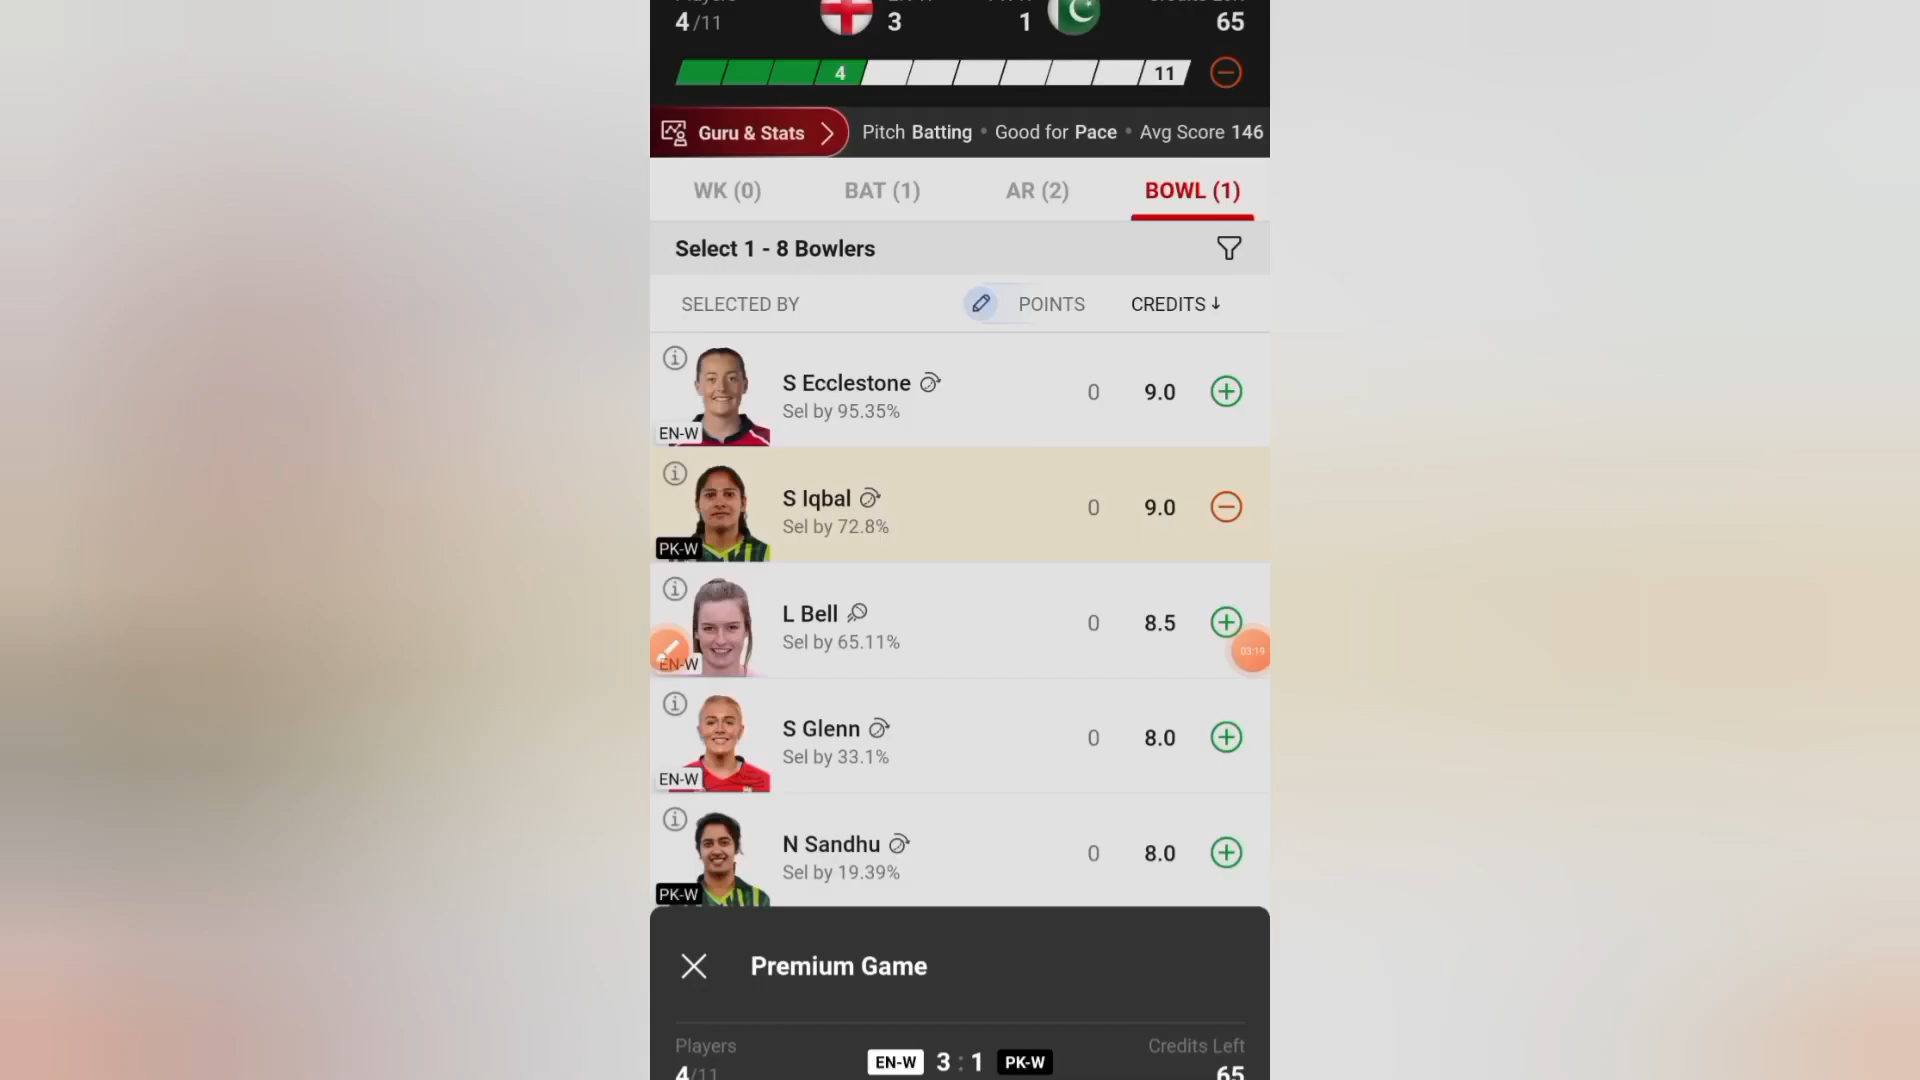 4/11
3
1
65
4
11
Guru & Stats
Pitch Batting • Good for Pace • Avg Score 146
WK (0)
BAT (1)
AR (2)
BOWL (1)
Select 1 - 8 Bowlers
SELECTED BY
POINTS
CREDITS↓
S Ecclestone
Sel by 95.35%
EN-W
0
9.0
S Iqbal
Sel by 72.8%
PK-W
0
9.0
L Bell
Sel by 65.11%
EN-W
0
8.5
03:19
S Glenn
Sel by 33.1%
EN-W
0
8.0
N Sandhu
Sel by 19.39%
PK-W
0
8.0
Premium Game
Players
4/11
EN-W 3 : 1 PK-W
Credits Left
65